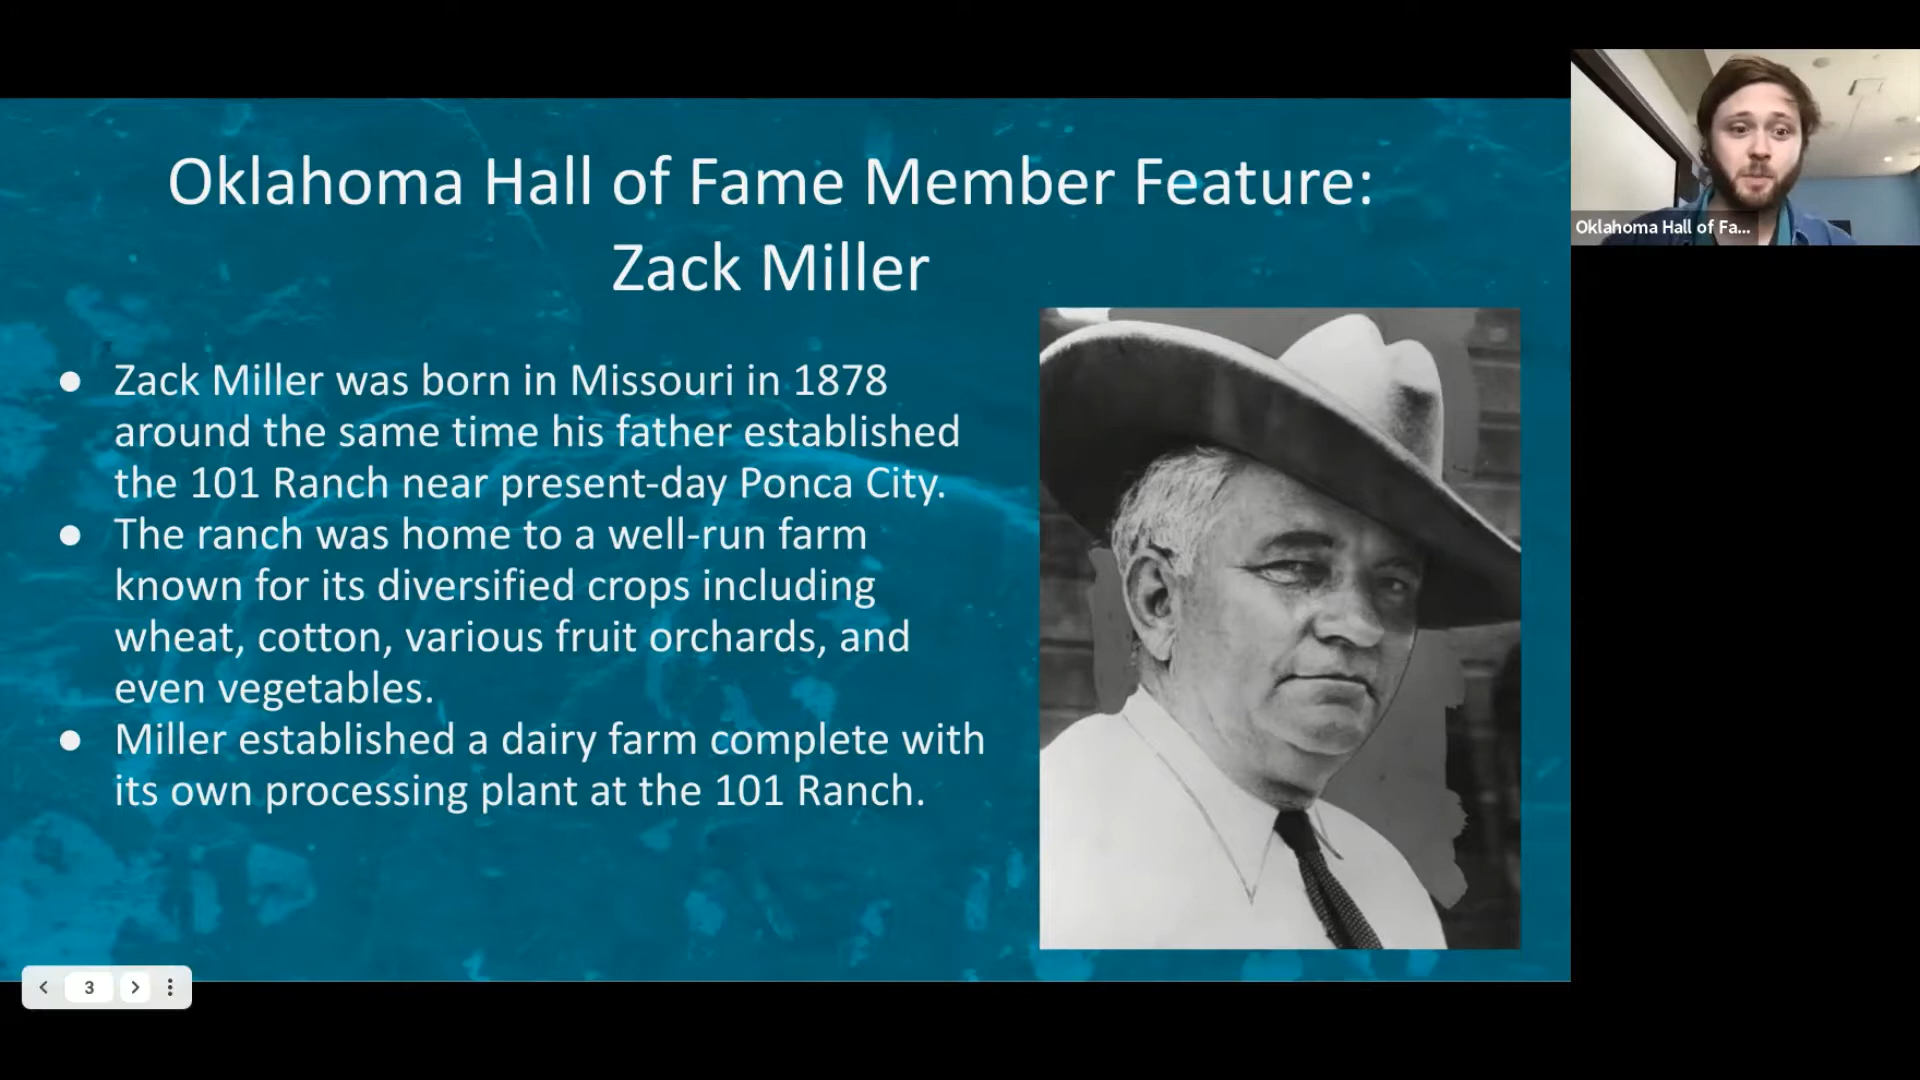 Oklahoma Hall of Fame Member Feature:
Zack Miller
● Zack Miller was born in Missouri in 1878
around the same time his father established
the 101 Ranch near present-day Ponca City.
● The ranch was home to a well-run farm
known for its diversified crops including
wheat, cotton, various fruit orchards, and
even vegetables.
● Miller established a dairy farm complete with
its own processing plant at the 101 Ranch.
Oklahoma Hall of Fa...
3